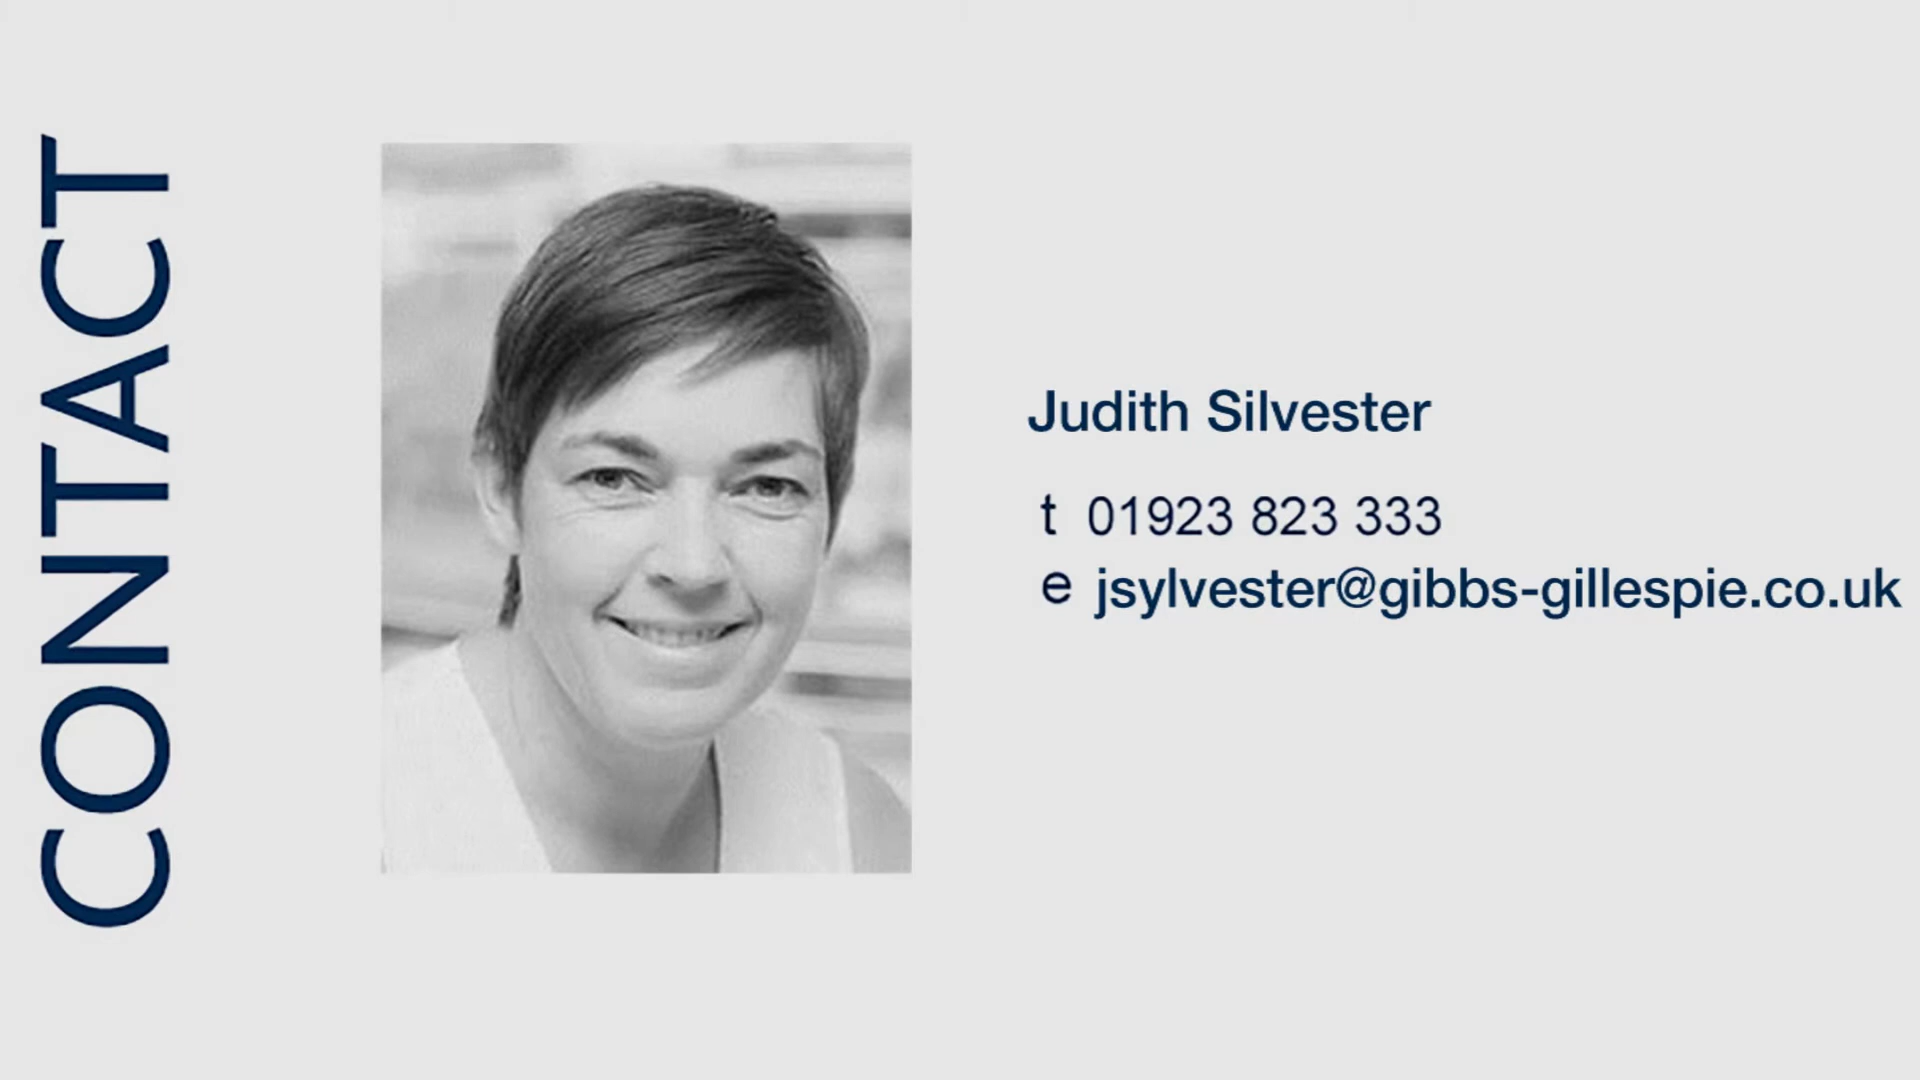 CONTACT
Judith Silvester
t 01923 823 333
e jsylvester@gibbs-gillespie.co.uk